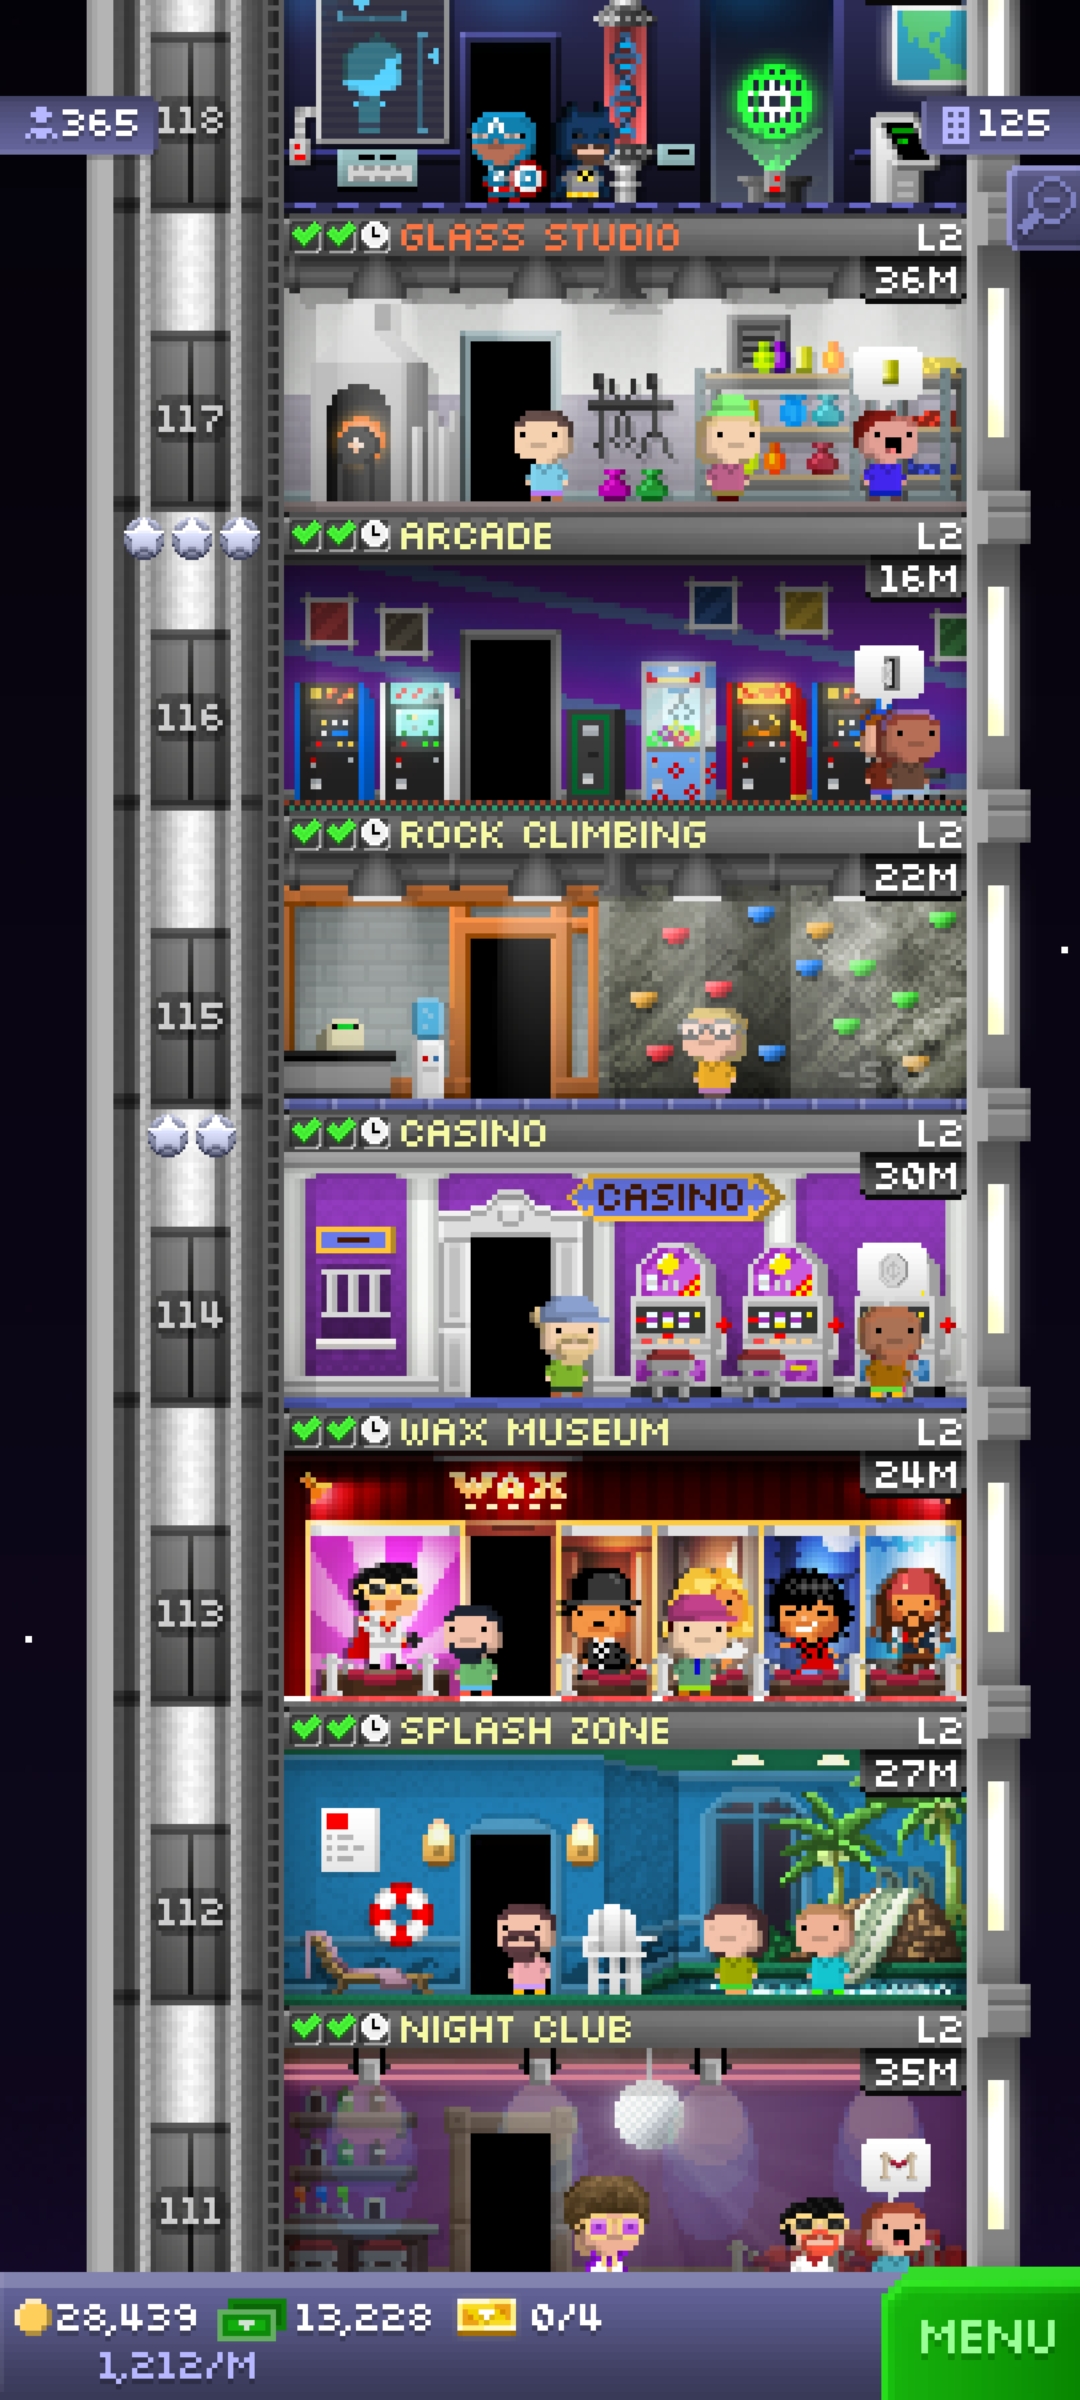 365
118
125
GLASS STUDIO L2
36M
117
ARCADE L2
16M
116
ROCK CLIMBING L2
22M
115
CASINO L2
30M
CASINO
114
WAX MUSEUM L2
24M
WAX
113
SPLASH ZONE L2
27M
112
NIGHT CLUB L2
35M
M
111
28,439 13,228 0/4
1,212/M
MENU